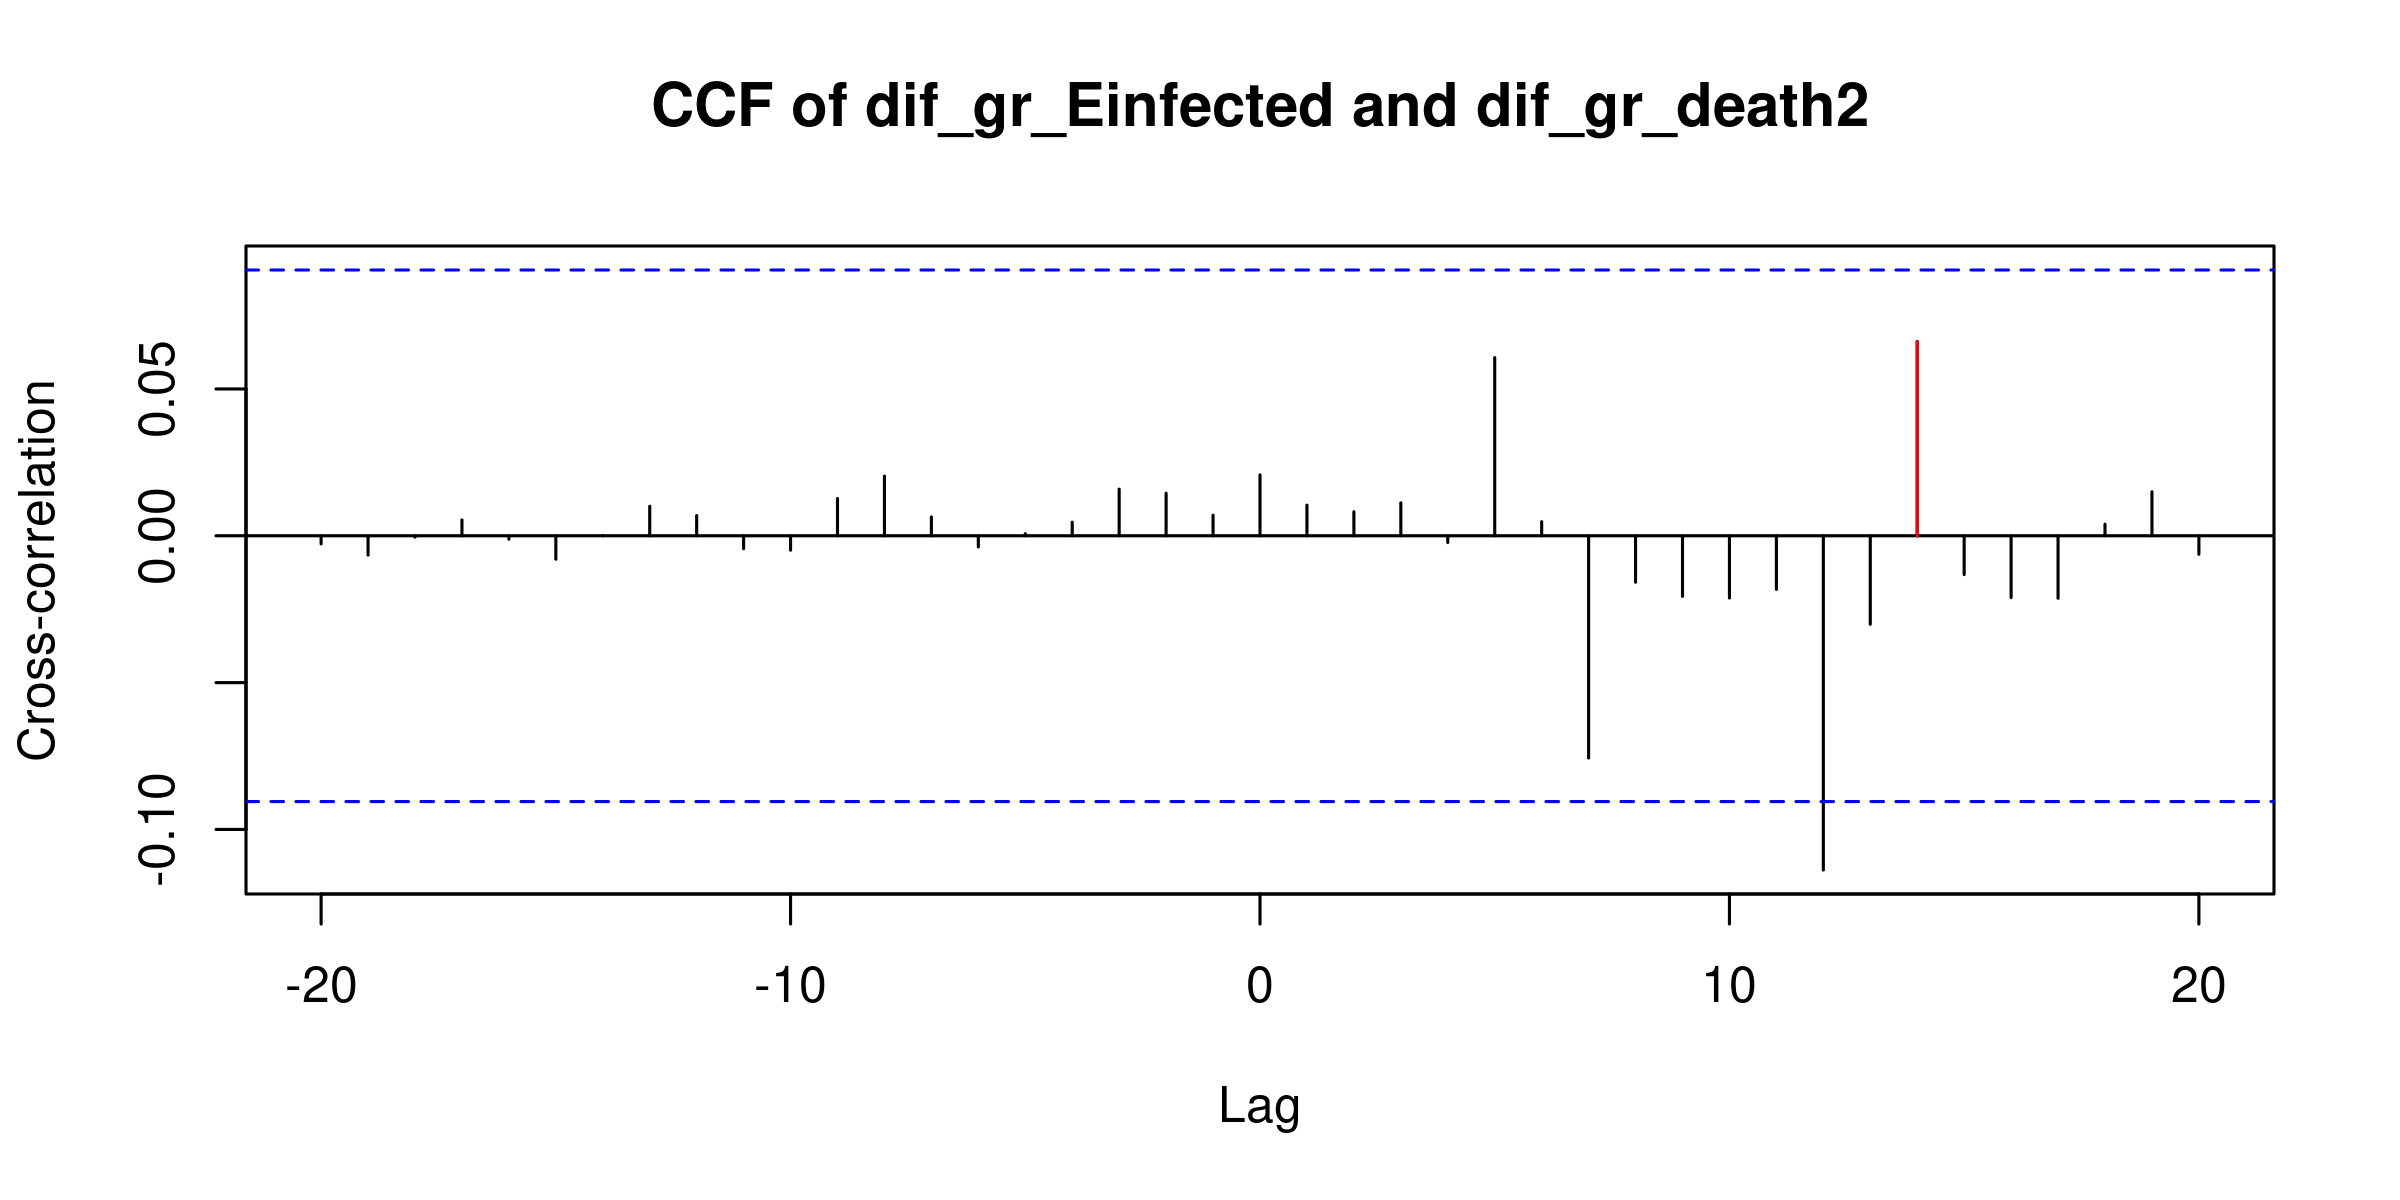 CCF of dif_gr_Einfected and dif_gr_death2
Cross-correlation
0.05
0.00
-0.10
-20 -10 0 10 20
Lag